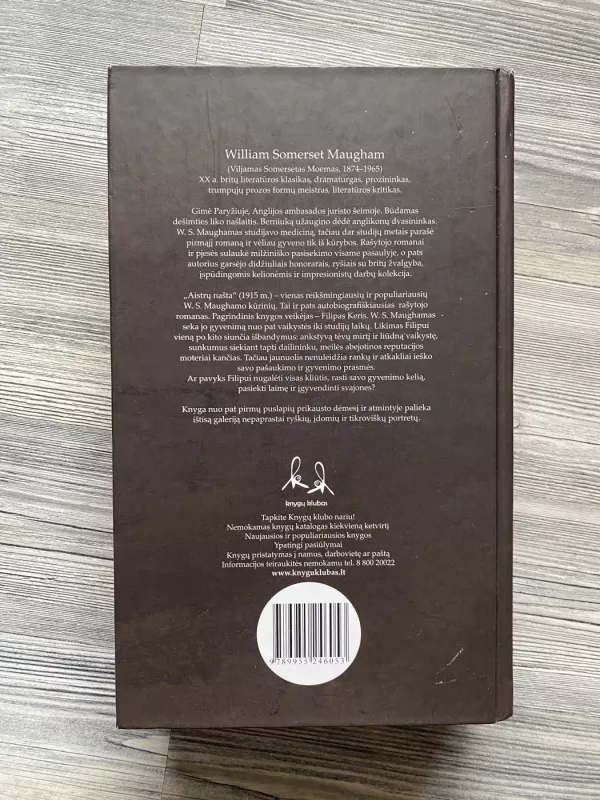 William Somerset Maugham
(Viljamas Somersetas Moemas, 1874–1965)
XX a. britų literatūros klasikas, dramaturgas, prozininkas,
trumpųjų prozos formų meistras, literatūros kritikas.
Gimė Paryžiuje, Anglijos ambasados juristo šeimoje. Būdamas
dešimties liko našlaitis. Berniuką užaugino dėdė anglikonų dvasininkas.
W. S. Maughamas studijavo mediciną, tačiau dar studijų metais parašė
pirmąjį romaną ir vėliau gyveno tik iš kūrybos. Rašytojo romanai
ir pjesės sulaukė milžiniško pasisekimo visame pasaulyje, o pats
autorius garsėjo didžiuliais honorarais, ryšiais su britų žvalgyba,
įspūdingomis kelionėmis ir impresionistų darbų kolekcija.
„Aistrų našta“ (1915 m.) – vienas reikšmingiausių ir populiariausių
W. S. Maughamo kūrinių. Tai ir pats autobiografiškiausias rašytojo
romanas. Pagrindinis knygos veikėjas – Filipas Keris. W. S. Maughamas
seka jo gyvenimą nuo pat vaikystės iki studijų laikų. Likimas Filipui
vieną po kito siunčia išbandymus: ankstyvą tėvų mirtį ir liūdną vaikystę,
sunkumus siekiant tapti dailininku, meilės abejotinos reputacijos
moteriai kančias. Tačiau jaunuolis nenuleidžia rankų ir atkakliai ieško
savo pašaukimo ir gyvenimo prasmės.
Ar pavyks Filipui nugalėti visas kliūtis, rasti savo gyvenimo kelią,
pasiekti laimę ir įgyvendinti svajones?
Knyga nuo pat pirmų puslapių prikausto dėmesį ir atmintyje palieka
ištisą galeriją nepaprastai ryškių, įdomių ir tikroviškų portretų.
knygų klubas
Tapkite Knygų klubo nariu!
Nemokamas knygų katalogas kiekvieną ketvirtį
Naujausios ir populiariausios knygos
Ypatingi pasiūlymai
Knygų pristatymas į namus, darbovietę ar paštą
Informacijos teiraukitės nemokamu tel. 8 800 20022
www.knyguklubas.lt
9 789955 246053